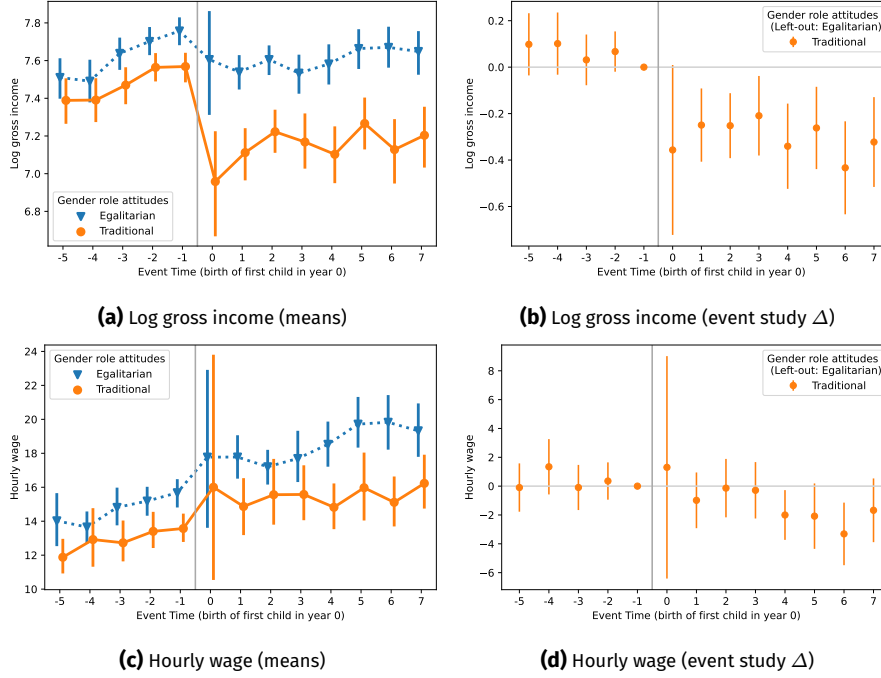 7.8
7.6
7.4
7.2
7.0
6.8
Log gross income
Gender role attitudes
Egalitarian
Traditional
-5 -4 -3 -2 -1 0 1 2 3 4 5 6 7
Event Time (birth of first child in year 0)
(a) Log gross income (means)
0.2
0.0
−0.2
−0.4
−0.6
Log gross income
Gender role attitudes
(Left-out: Egalitarian)
Traditional
-5 -4 -3 -2 -1 0 1 2 3 4 5 6 7
Event Time (birth of first child in year 0)
(b) Log gross income (event study Δ)
24
22
20
18
16
14
12
10
Hourly wage
Gender role attitudes
Egalitarian
Traditional
-5 -4 -3 -2 -1 0 1 2 3 4 5 6 7
Event Time (birth of first child in year 0)
(c) Hourly wage (means)
8
6
4
2
0
−2
−4
−6
Hourly wage
Gender role attitudes
(Left-out: Egalitarian)
Traditional
-5 -4 -3 -2 -1 0 1 2 3 4 5 6 7
Event Time (birth of first child in year 0)
(d) Hourly wage (event study Δ)